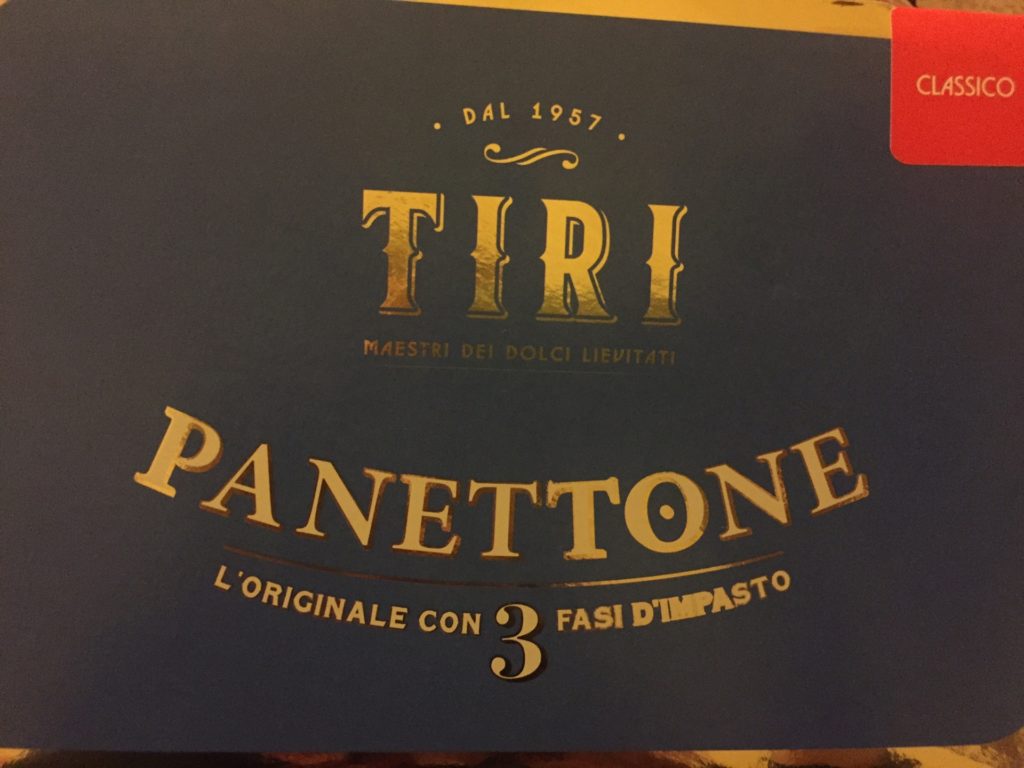 CLASSICO
DAL 1957
TIRI
MAESTRI DEI DOLCI LIEVITATI
PANETTONE
L'ORIGINALE CON 3 FASI D'IMPASTO